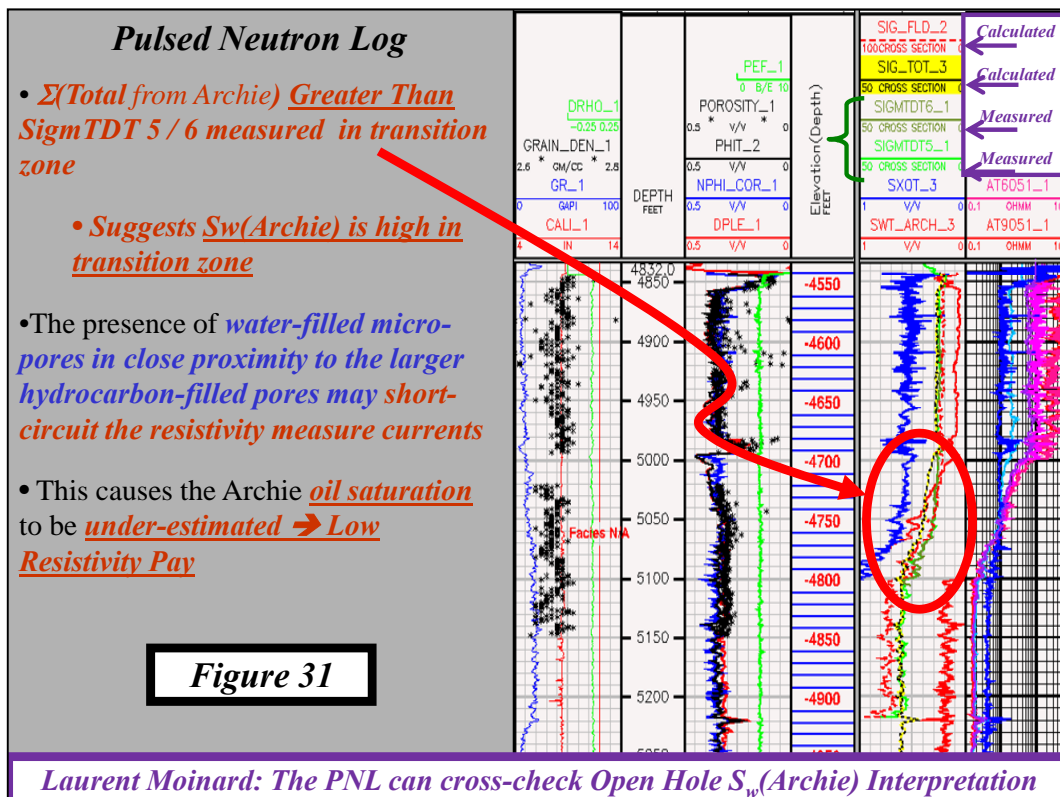 Pulsed Neutron Log
• Σ(Total from Archie) Greater Than
SigmTDT 5 / 6 measured in transition
zone
• Suggests Sw(Archie) is high in
transition zone
•The presence of water-filled micro-
pores in close proximity to the larger
hydrocarbon-filled pores may short-
circuit the resistivity measure currents
• This causes the Archie oil saturation
to be under-estimated ➔ Low
Resistivity Pay
Figure 31
DRHO_1
-0.25 0.25
GRAIN_DEN_1
2.6 * GM/CC * 2.8
GR_1
0 GAPI 100
CALI_1
4 IN 14
DEPTH
FEET
PEF_1
0 B/E 10
POROSITY_1
0.5 * V/V * 0
PHIT_2
0.5 V/V 0
NPHI_COR_1
0.5 V/V 0
DPLE_1
0.5 V/V 0
Elevation(Depth)
FEET
SIG_FLD_2
100 CROSS SECTION 0
SIG_TOT_3
50 CROSS SECTION 0
SIGMTDT6_1
50 CROSS SECTION 0
SIGMTDT5_1
50 CROSS SECTION 0
SXOT_3
1 V/V 0
SWT_ARCH_3
1 V/V 0
Calculated
Calculated
Measured
Measured
AT6051_1
0.1 OHMM
AT9051_1
0.1 OHMM
4832.0
4850
4900
4950
5000
5050
5100
5150
5200
Facies N/A
-4550
-4600
-4650
-4700
-4750
-4800
-4850
-4900
Laurent Moinard: The PNL can cross-check Open Hole Sw(Archie) Interpretation